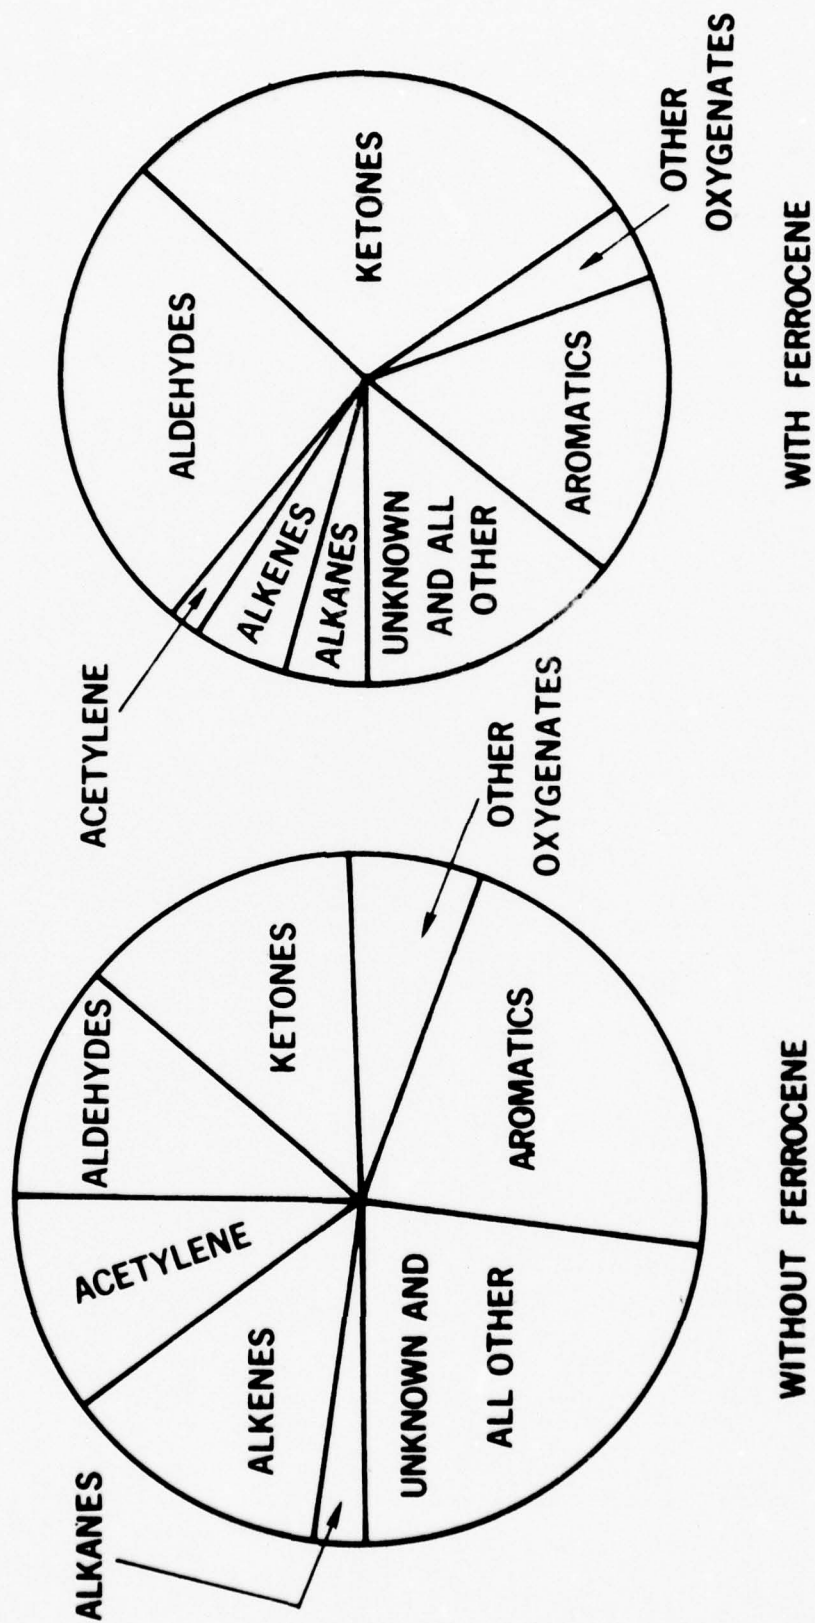 ALKANES
ACETYLENE
ALDEHYDES
ALKENES
KETONES
UNKNOWN AND
ALL OTHER
AROMATICS
OTHER
OXYGENATES
WITHOUT FERROCENE
ACETYLENE
ALDEHYDES
ALKENES
ALKANES
KETONES
UNKNOWN
AND ALL
OTHER
AROMATICS
OTHER
OXYGENATES
WITH FERROCENE